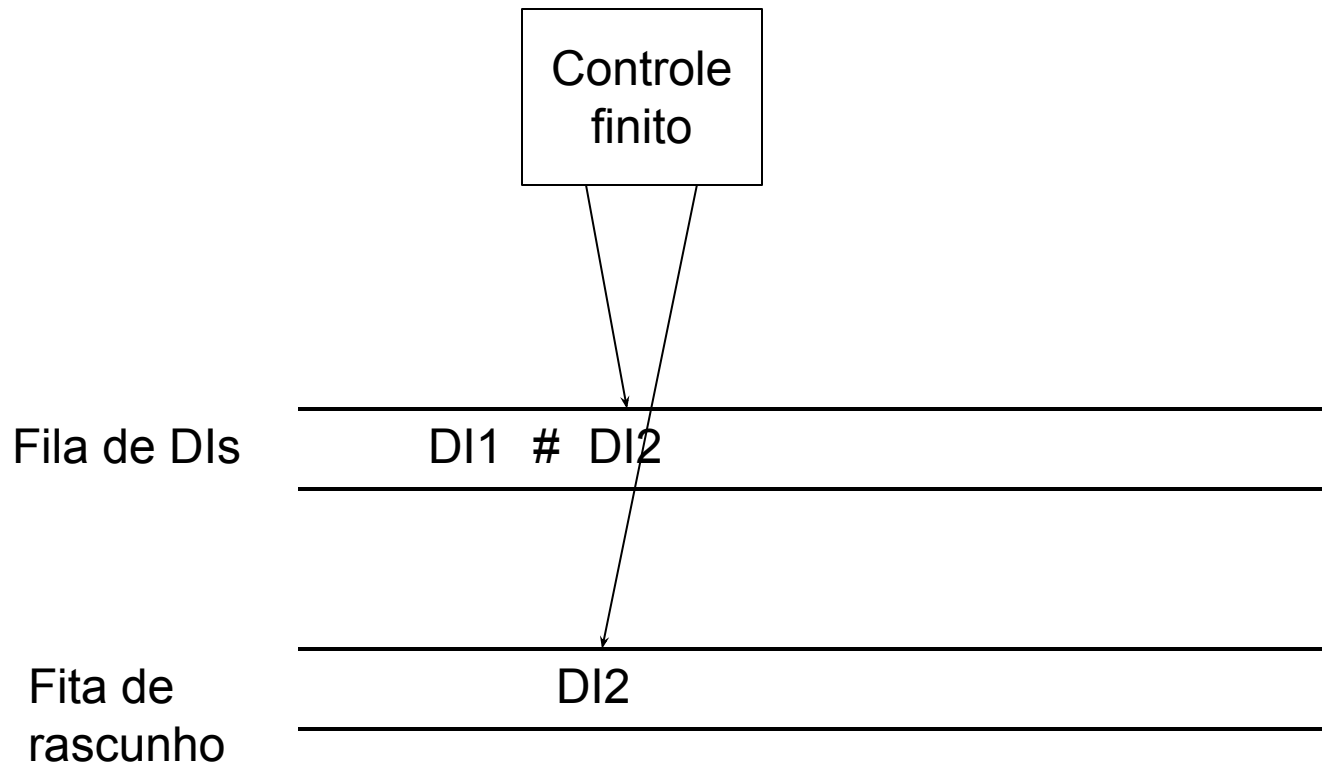 Controle
finito
Fila de DIs
DI1 # DI2
Fita de
rascunho
DI2